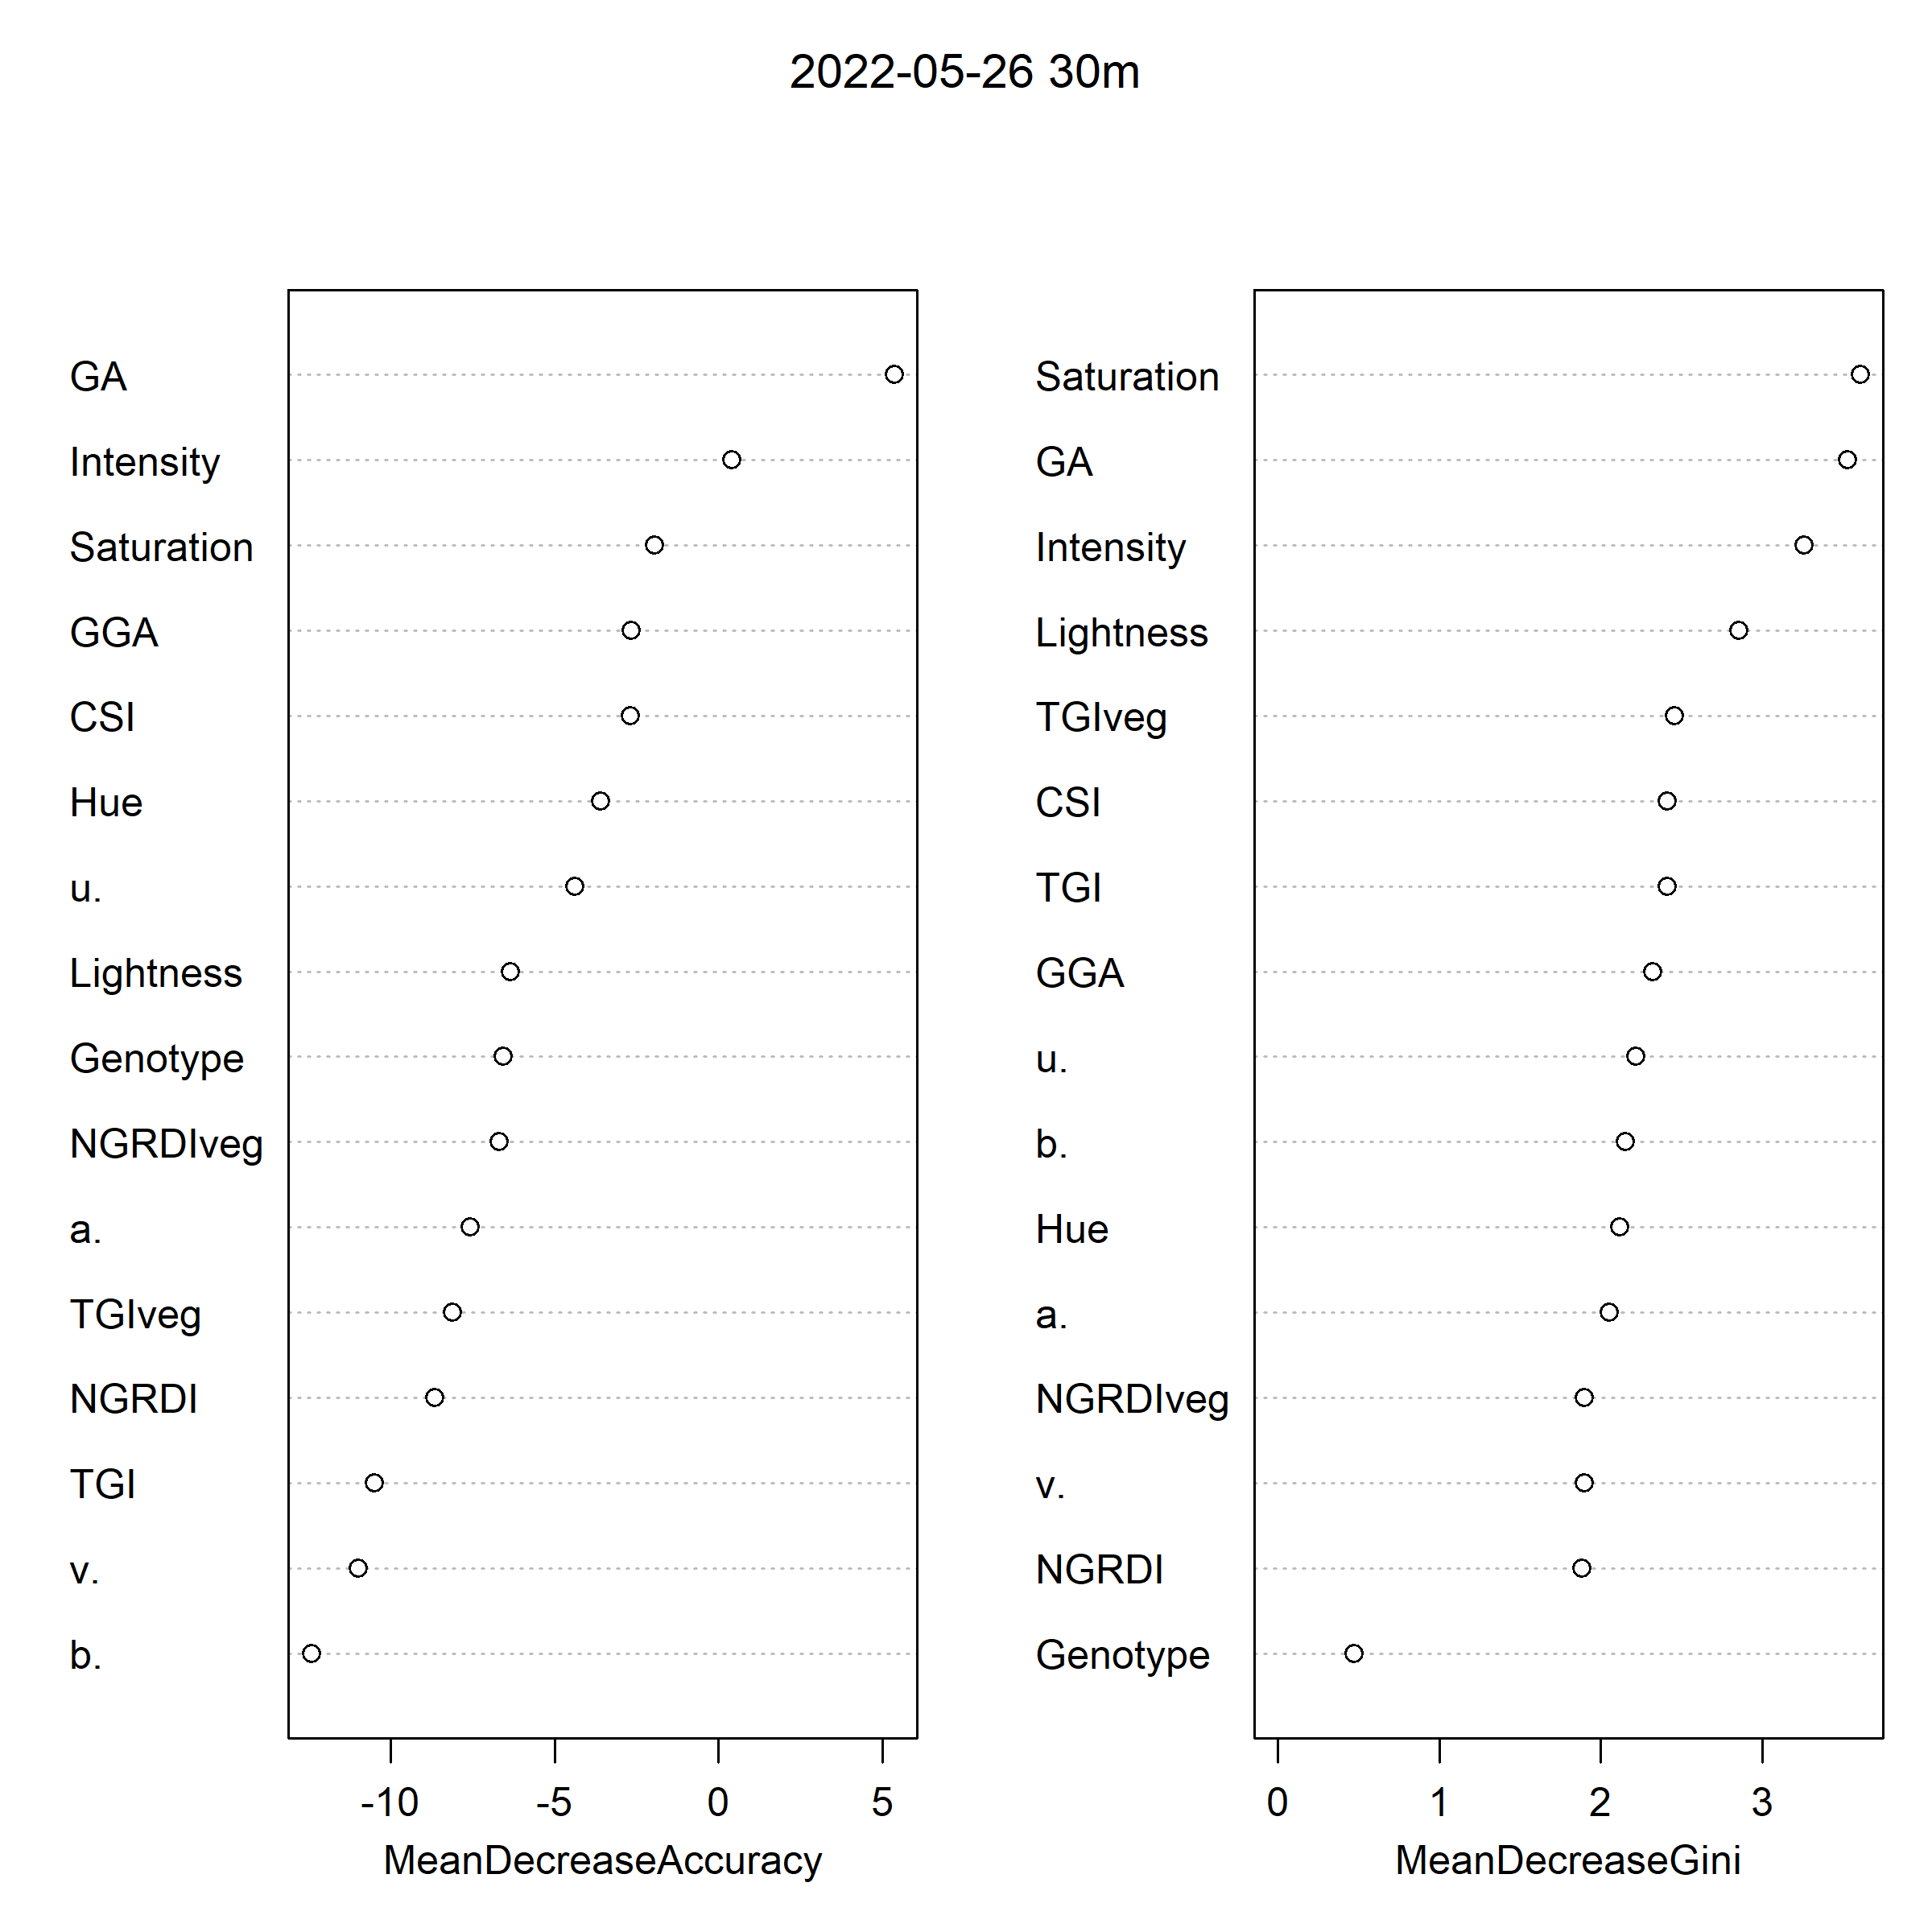 2022-05-26 30m
GA
Intensity
Saturation
GGA
CSI
Hue
u.
Lightness
Genotype
NGRDIveg
a.
TGIveg
NGRDI
TGI
v.
b.
-10 -5 0 5
MeanDecreaseAccuracy
Saturation
GA
Intensity
Lightness
TGIveg
CSI
TGI
GGA
u.
b.
Hue
a.
NGRDIveg
v.
NGRDI
Genotype
0 1 2 3
MeanDecreaseGini